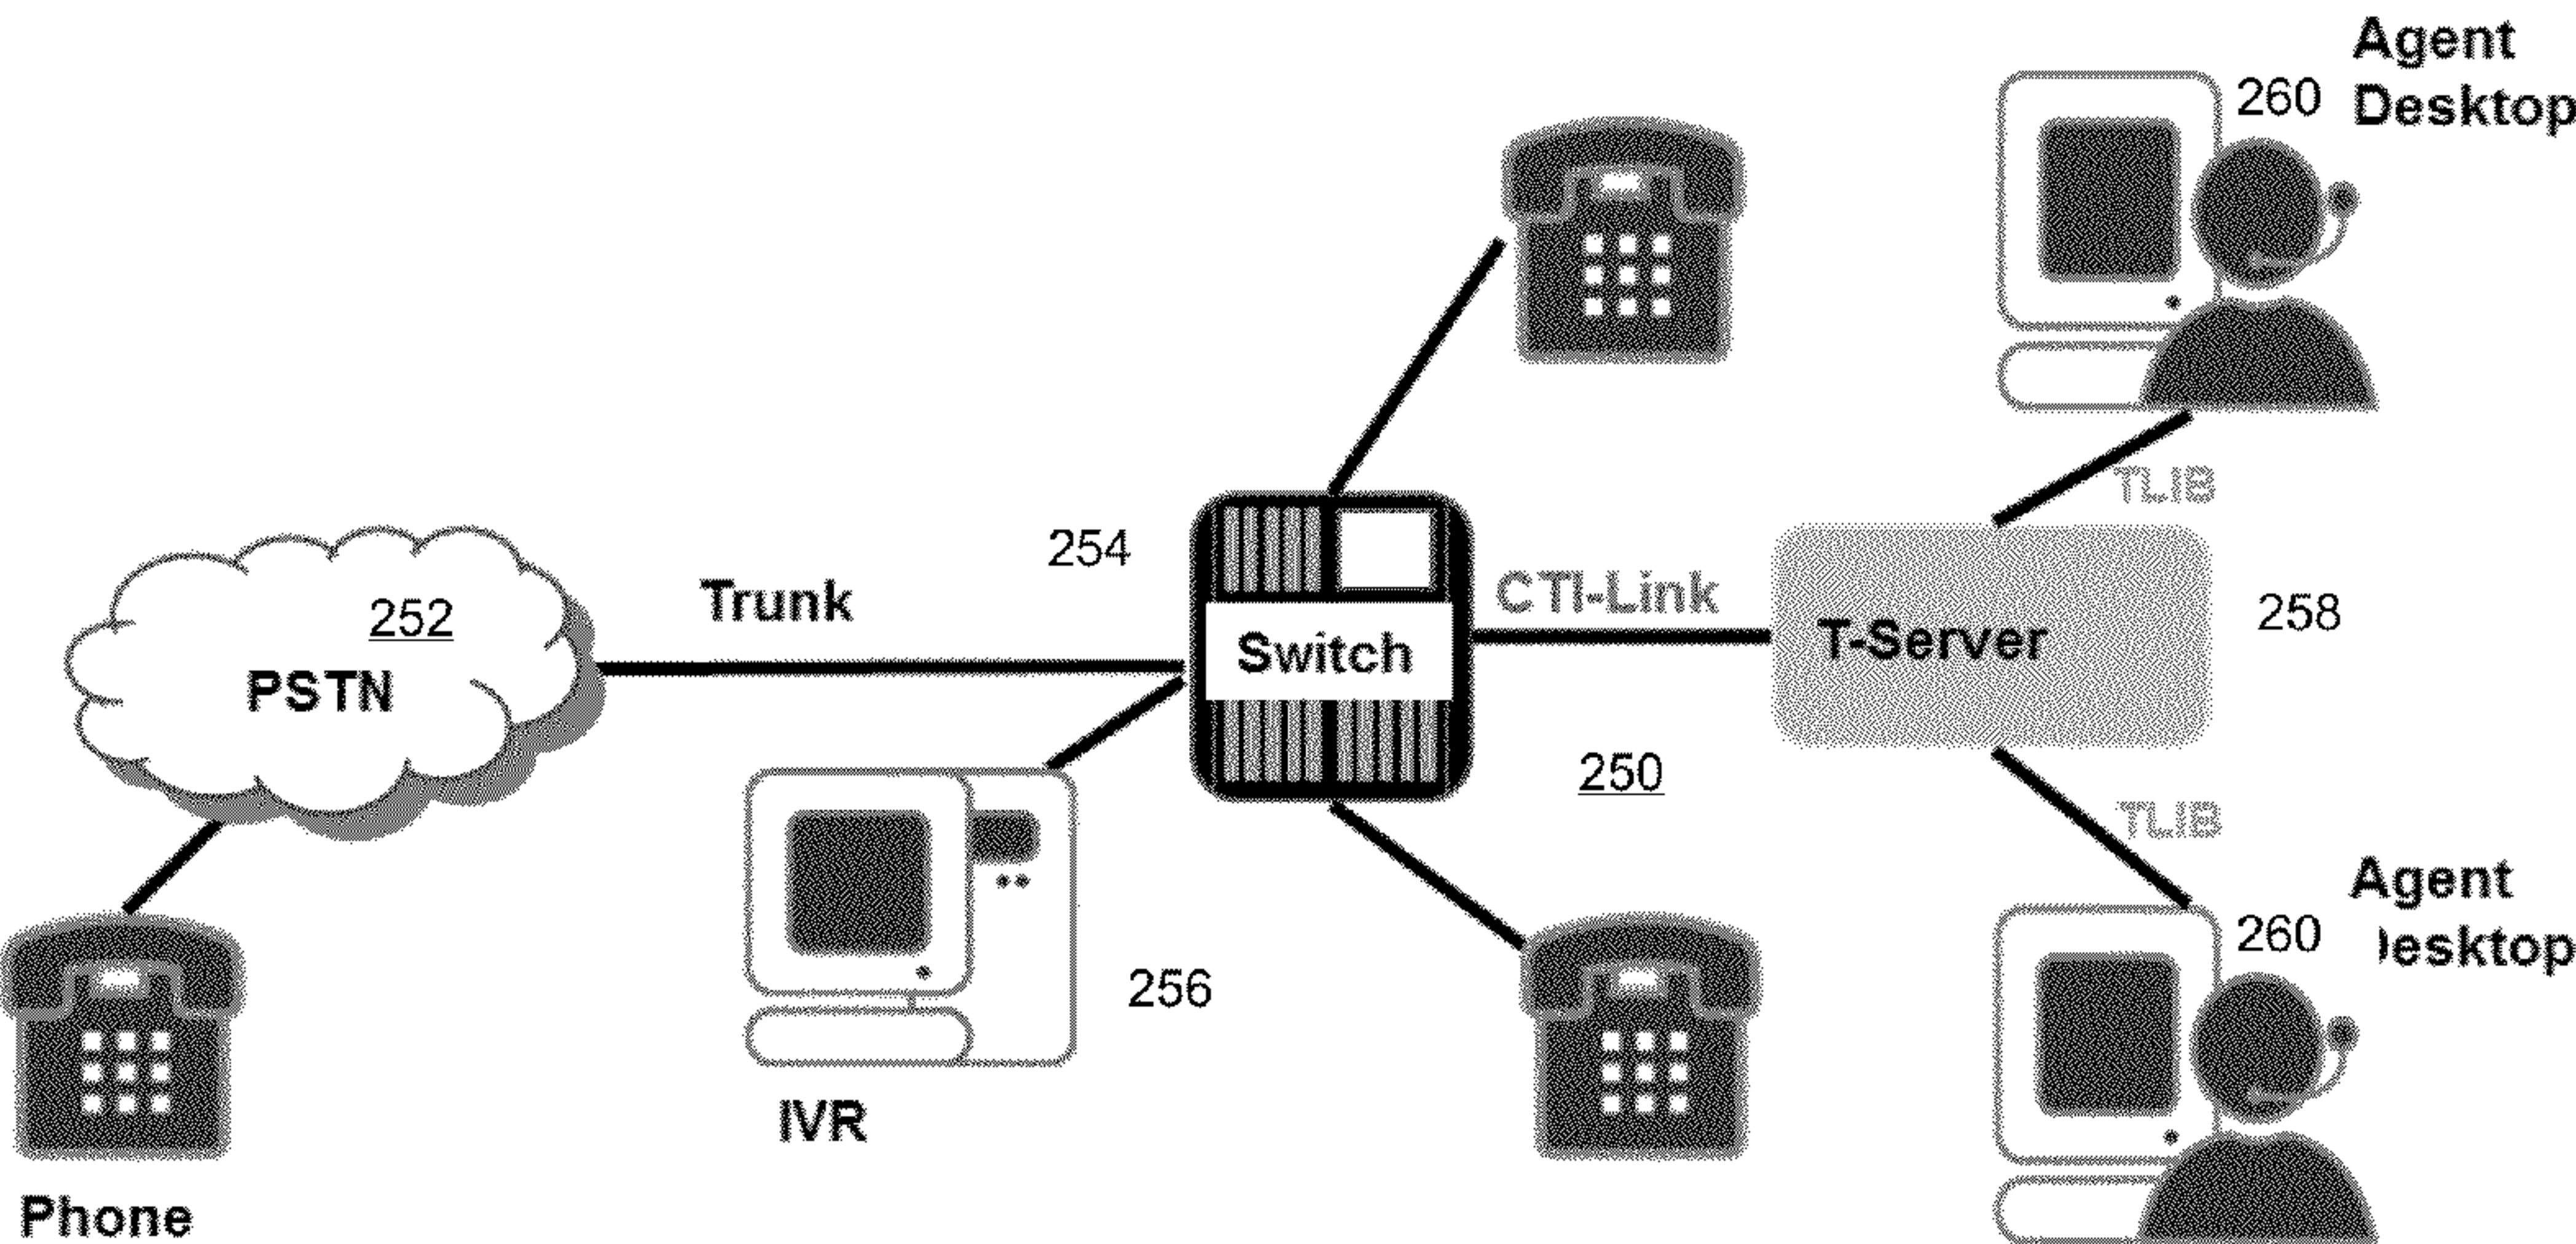 Agent
Desktop
260
TLIB
254
Trunk
252
PSTN
Switch
CTI-Link
T-Server
258
250
TLIB
Agent
esktop
260
256
IVR
Phone